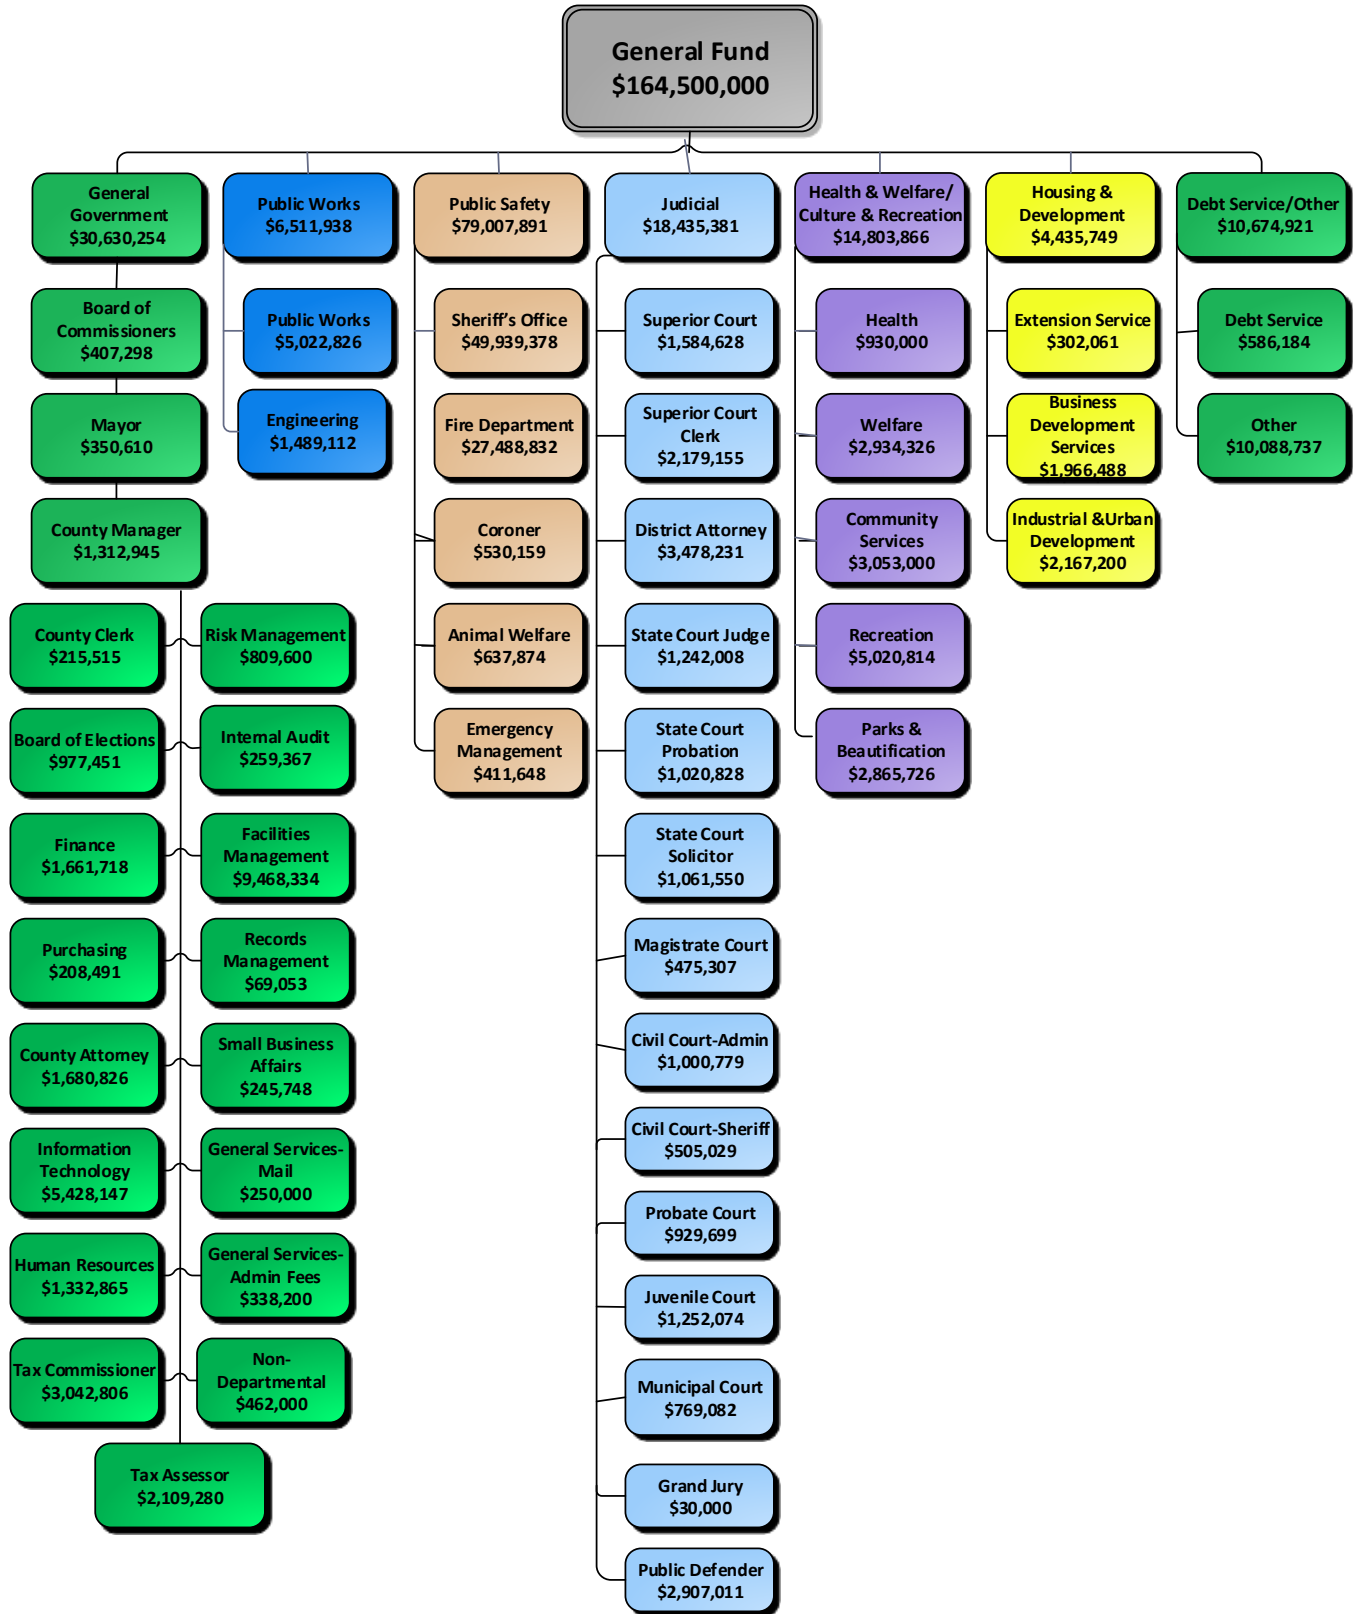 General Fund
$164,500,000
General
Government
$30,630,254
Public Works
$6,511,938
Public Safety
$79,007,891
Judicial
$18,435,381
Health & Welfare/
Culture & Recreation
$14,803,866
Housing &
Development
$4,435,749
Debt Service/Other
$10,674,921
Board of
Commissioners
$407,298
Mayor
$350,610
County Manager
$1,312,945
County Clerk
$215,515
Risk Management
$809,600
Board of Elections
$977,451
Internal Audit
$259,367
Finance
$1,661,718
Facilities
Management
$9,468,334
Purchasing
$208,491
Records
Management
$69,053
County Attorney
$1,680,826
Small Business
Affairs
$245,748
Information
Technology
$5,428,147
General Services-
Mail
$250,000
Human Resources
$1,332,865
General Services-
Admin Fees
$338,200
Tax Commissioner
$3,042,806
Non-
Departmental
$462,000
Tax Assessor
$2,109,280
Public Works
$5,022,826
Engineering
$1,489,112
Sheriff's Office
$49,939,378
Fire Department
$27,488,832
Coroner
$530,159
Animal Welfare
$637,874
Emergency
Management
$411,648
Superior Court
$1,584,628
Superior Court
Clerk
$2,179,155
District Attorney
$3,478,231
State Court Judge
$1,242,008
State Court
Probation
$1,020,828
State Court
Solicitor
$1,061,550
Magistrate Court
$475,307
Civil Court-Admin
$1,000,779
Civil Court-Sheriff
$505,029
Probate Court
$929,699
Juvenile Court
$1,252,074
Municipal Court
$769,082
Grand Jury
$30,000
Public Defender
$2,907,011
Health
$930,000
Welfare
$2,934,326
Community
Services
$3,053,000
Recreation
$5,020,814
Parks &
Beautification
$2,865,726
Extension Service
$302,061
Business
Development
Services
$1,966,488
Industrial &Urban
Development
$2,167,200
Debt Service
$586,184
Other
$10,088,737